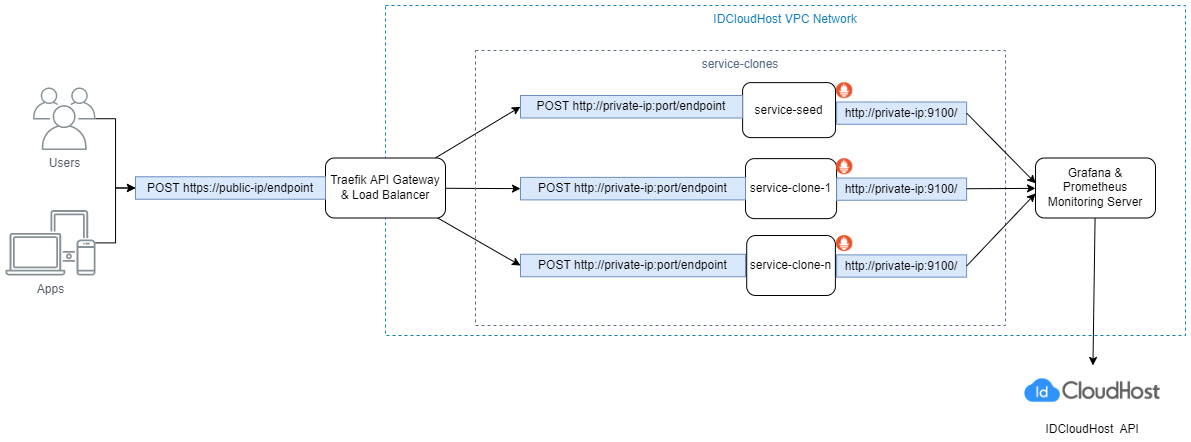 IDCloudHost VPC Network
service-clones
Users
Apps
POST https://public-ip/endpoint
Traefik API Gateway
& Load Balancer
POST http://private-ip:port/endpoint
service-seed
http://private-ip:9100/
POST http://private-ip:port/endpoint
service-clone-1
http://private-ip:9100/
POST http://private-ip:port/endpoint
service-clone-n
http://private-ip:9100/
Grafana &
Prometheus
Monitoring Server
Id CloudHost
IDCloudHost API